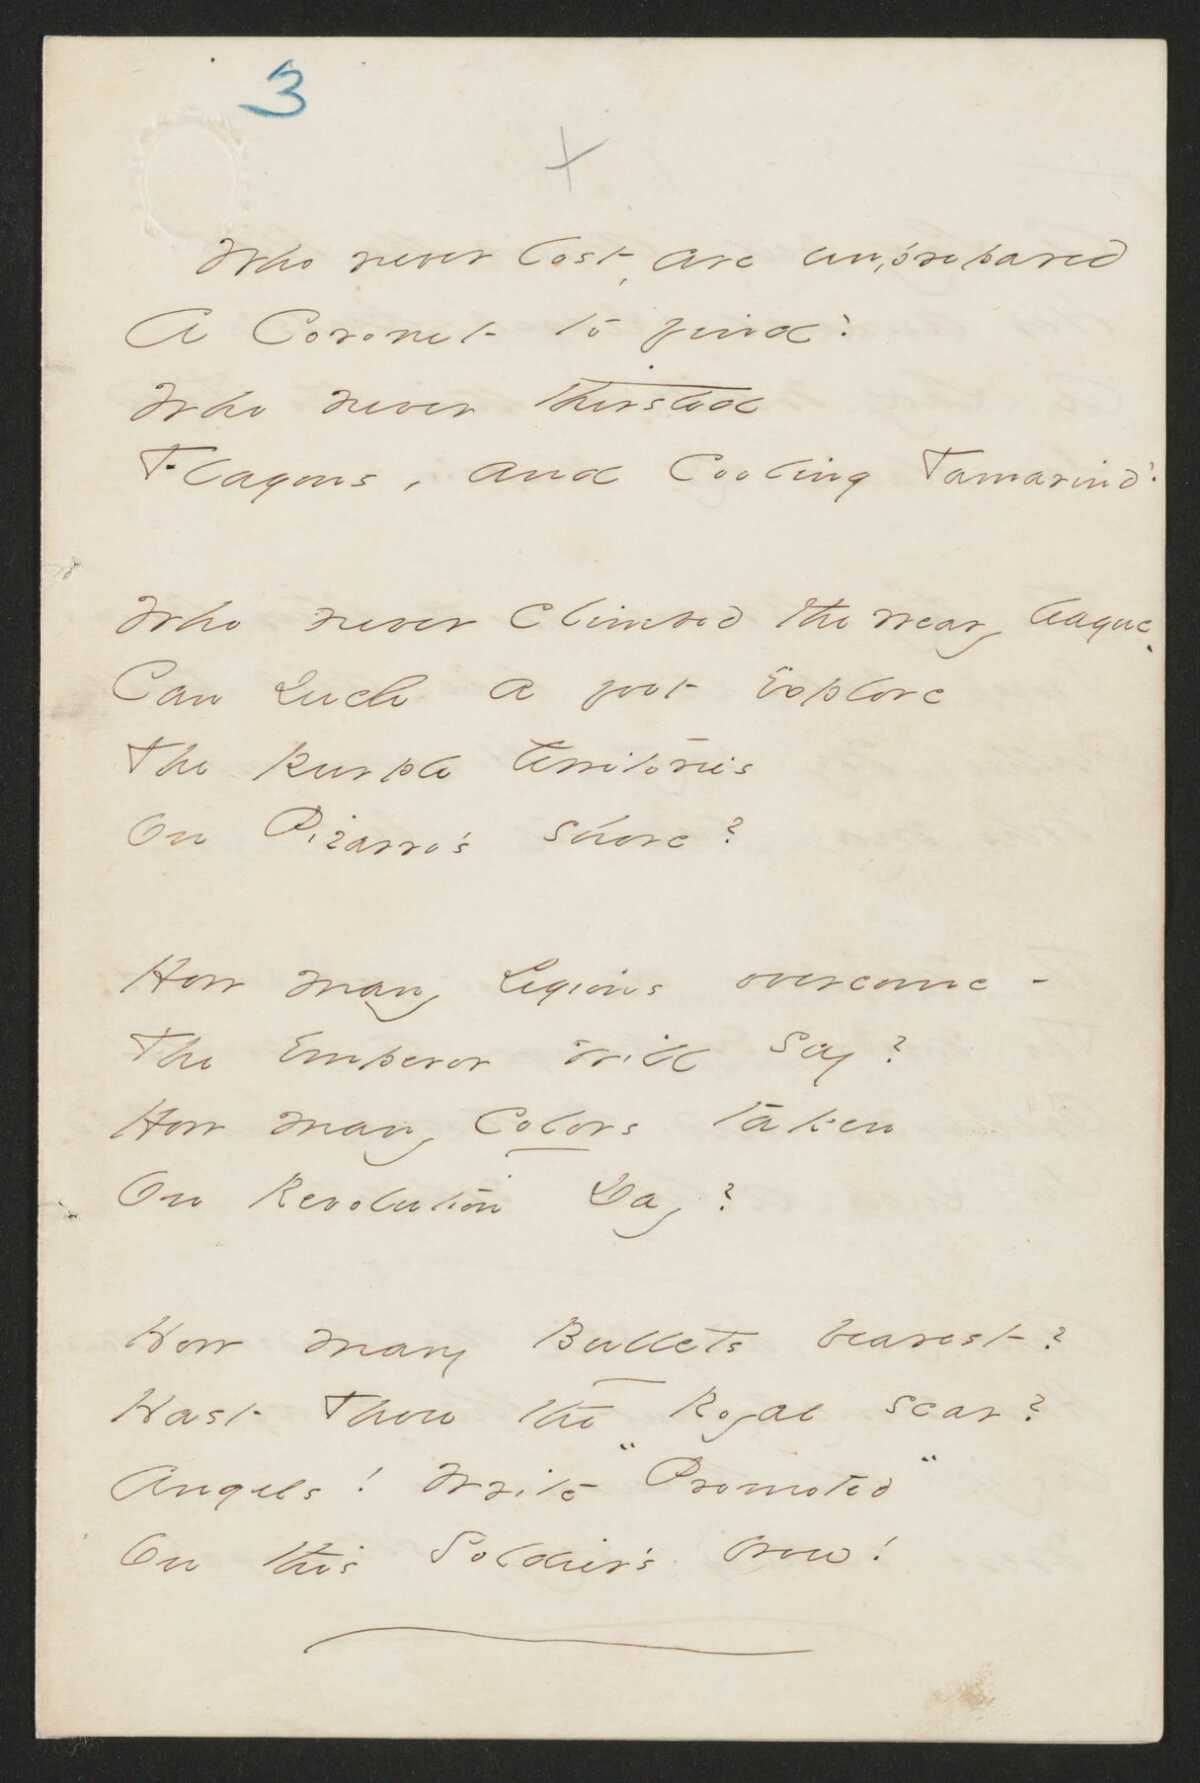 3
Who never lost, are unprepared
A Coronet to find!
Who never thirsted
Flagons, and Cooling Tamarind!
Who never Climbed the weary league,
Can Such a foot Explore
The Purple territories
On Pizarro's shore?
How many Legions overcome -
The Emperor will say?
How many Colors taken
On Revolution Day?
How many Bullets bearest?
Hast Thou the Royal scar?
Angels! Write "Promoted"
On this Soldier's brow!